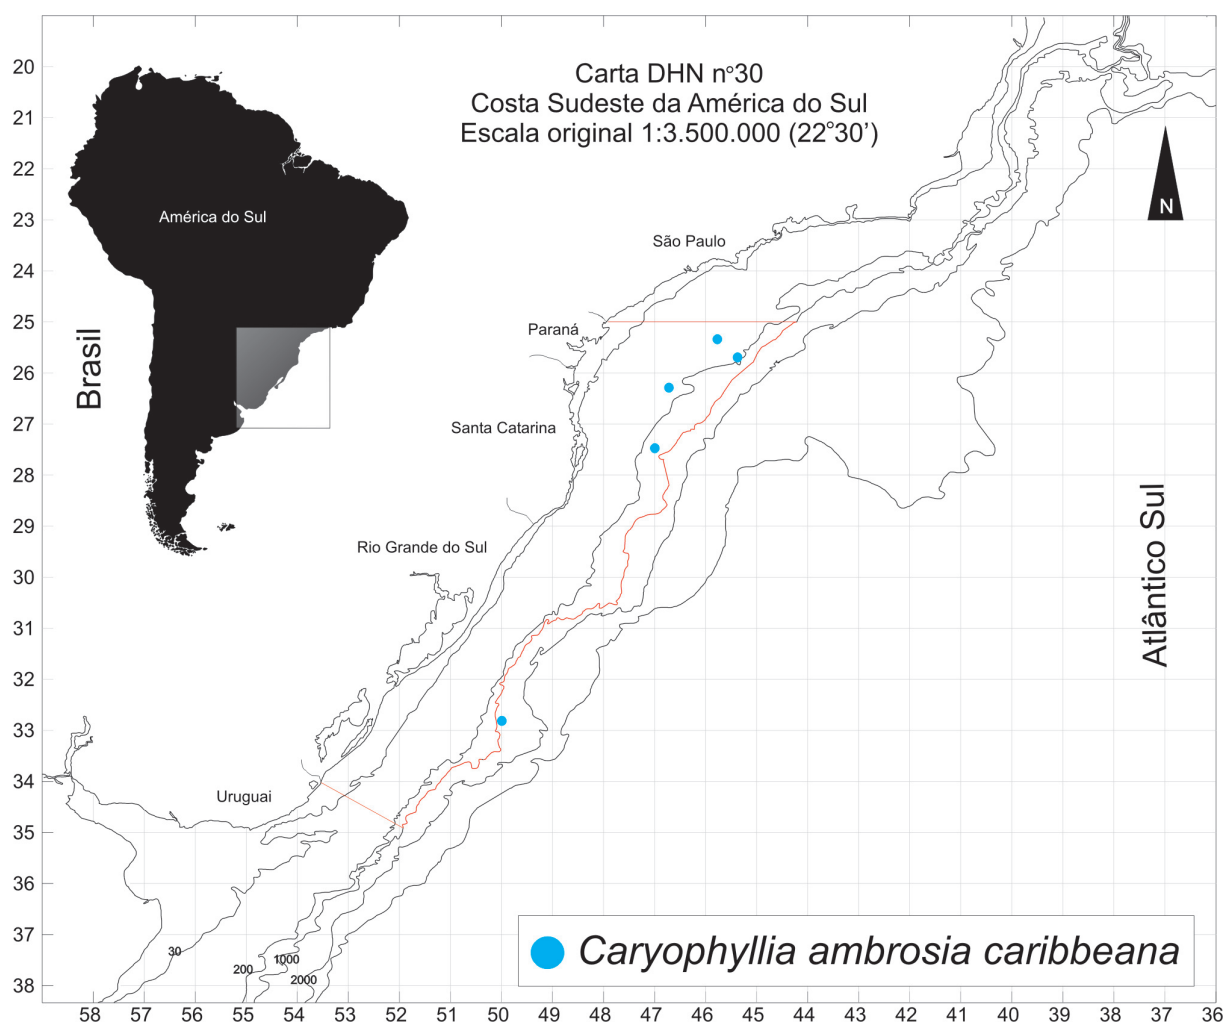 Carta DHN nº30
Costa Sudeste da América do Sul
Escala original 1:3.500.000 (22°30’)
20
21
22
23
24
25
26
27
28
29
30
31
32
33
34
35
36
37
38
América do Sul
Brasil
N
São Paulo
Paraná
Santa Catarina
Rio Grande do Sul
Uruguai
Atlântico Sul
30
200
1000
2000
Caryophyllia ambrosia caribbeana
58 57 56 55 54 53 52 51 50 49 48 47 46 45 44 43 42 41 40 39 38 37 36